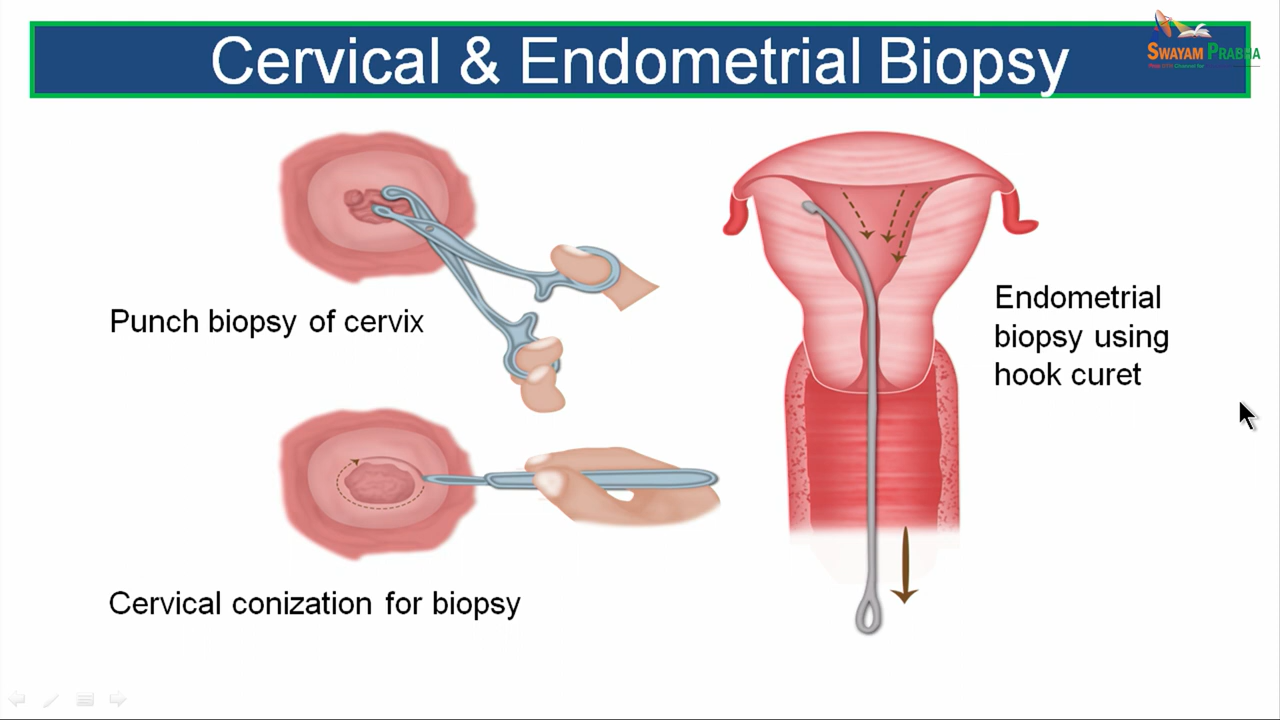 Cervical & Endometrial Biopsy
SWAYAM PRABHA
Punch biopsy of cervix
Endometrial
biopsy using
hook curet
Cervical conization for biopsy